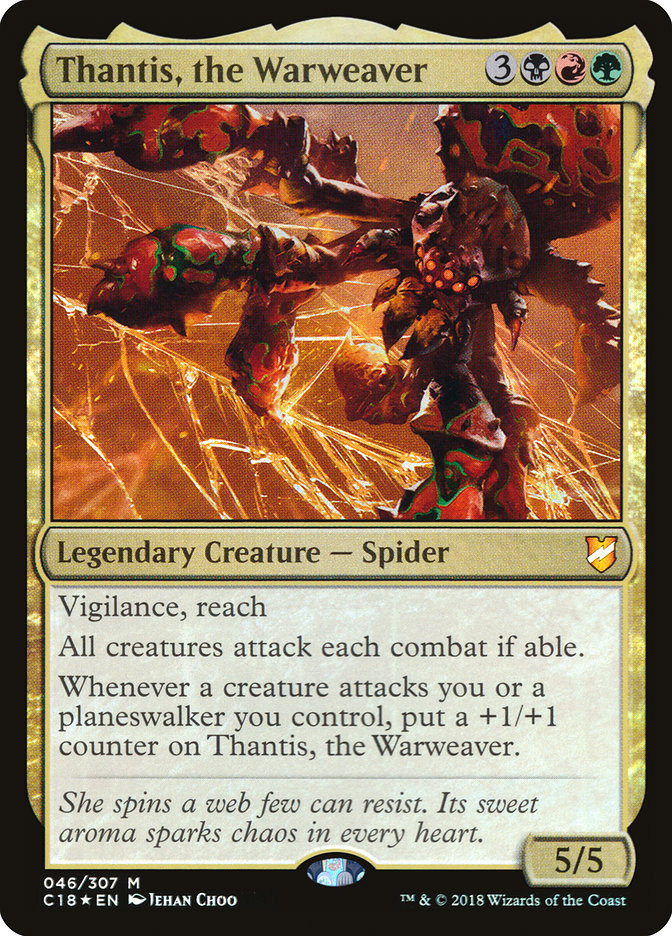 Thantis, the Warweaver 3
Legendary Creature — Spider
Vigilance, reach
All creatures attack each combat if able.
Whenever a creature attacks you or a
planeswalker you control, put a +1/+1
counter on Thantis, the Warweaver.
She spins a web few can resist. Its sweet
aroma sparks chaos in every heart.
5/5
046/307 M
C18★EN Jehan Choo
™ & © 2018 Wizards of the Coast